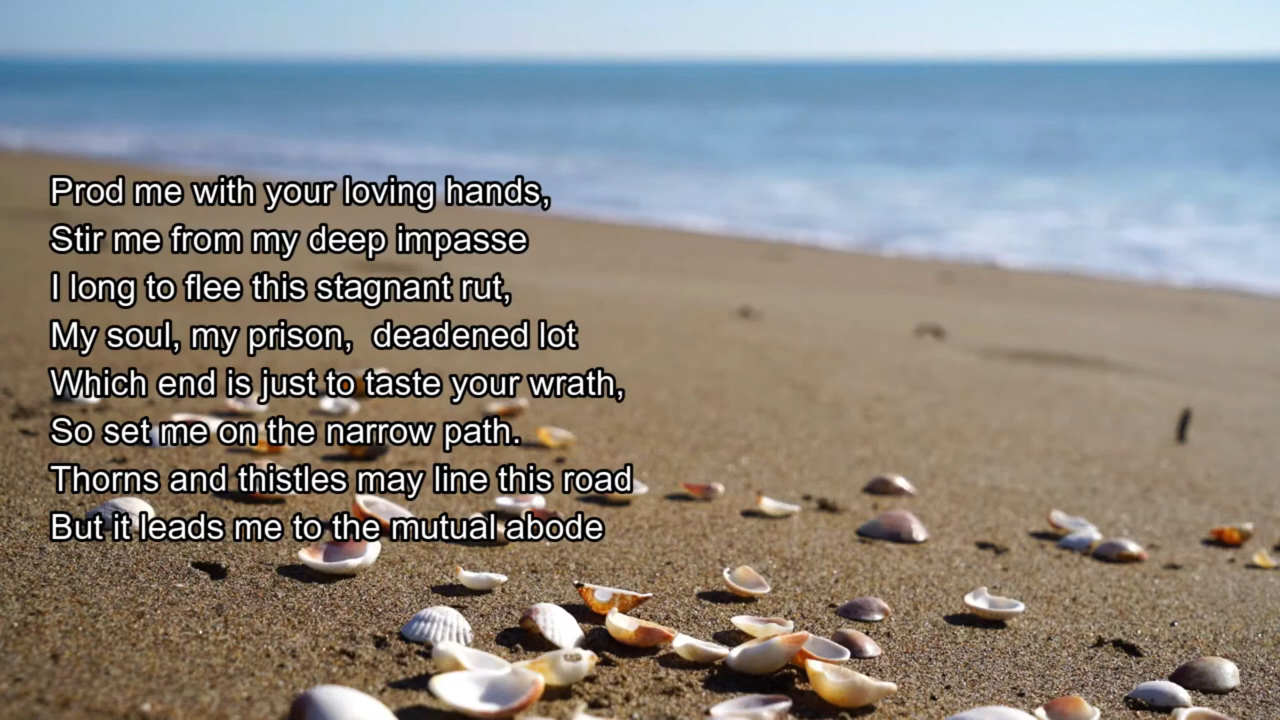 Prod me with your loving hands,
Stir me from my deep impasse
I long to flee this stagnant rut,
My soul, my prison,  deadened lot
Which end is just to taste your wrath,
So set me on the narrow path.
Thorns and thistles may line this road
But it leads me to the mutual abode